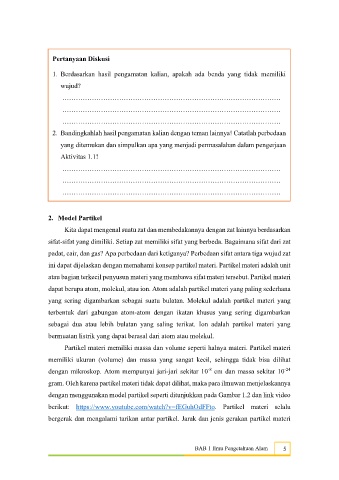 Pertanyaan Diskusi
1. Berdasarkan hasil pengamatan kalian, apakah ada benda yang tidak memiliki
wujud?
……………………………………………………………………………………
……………………………………………………………………………………
……………………………………………………………………………………
2. Bandingkahlah hasil pengamatan kalian dengan teman lainnya! Catatlah perbedaan
yang ditemukan dan simpulkan apa yang menjadi permasalahan dalam pengerjaan
Aktivitas 1.1!
……………………………………………………………………………………
……………………………………………………………………………………
……………………………………………………………………………………
2. Model Partikel
Kita dapat mengenal suatu zat dan membedakannya dengan zat lainnya berdasarkan
sifat-sifat yang dimiliki. Setiap zat memiliki sifat yang berbeda. Bagaimana sifat dari zat
padat, cair, dan gas? Apa perbedaan dari ketiganya? Perbedaan sifat antara tiga wujud zat
ini dapat dijelaskan dengan memahami konsep partikel materi. Partikel materi adalah unit
atau bagian terkecil penyusun materi yang membawa sifat materi tersebut. Partikel materi
dapat berupa atom, molekul, atau ion. Atom adalah partikel materi yang paling sederhana
yang sering digambarkan sebagai suatu bulatan. Molekul adalah partikel materi yang
terbentuk dari gabungan atom-atom dengan ikatan khusus yang sering digambarkan
sebagai dua atau lebih bulatan yang saling terikat. Ion adalah partikel materi yang
bermuatan listrik yang dapat berasal dari atom atau molekul.
Partikel materi memiliki massa dan volume seperti halnya materi. Partikel materi
memiliki ukuran (volume) dan massa yang sangat kecil, sehingga tidak bisa dilihat
dengan mikroskop. Atom mempunyai jari-jari sekitar 10⁻⁸ cm dan massa sekitar 10⁻²⁴
gram. Oleh karena partikel materi tidak dapat dilihat, maka para ilmuwan menjelaskannya
dengan menggunakan model partikel seperti ditunjukkan pada Gambar 1.2 dan link video
berikut: Partikel materi selalu
bergerak dan mengalami tarikan antar partikel. Jarak dan jenis gerakan partikel materi
BAB 1 Ilmu Pengetahuan Alam 5